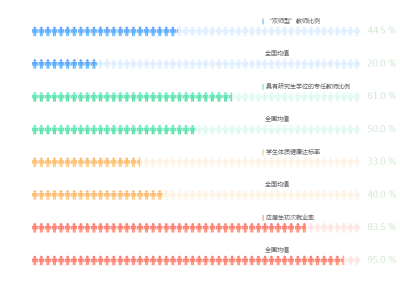 “双师型”教师比例
44.5 %
全国均值
20.0 %
具有研究生学位的专任教师比例
61.0 %
全国均值
50.0 %
学生体质健康达标率
33.0 %
全国均值
40.0 %
应届生初次就业率
83.5 %
全国均值
95.0 %